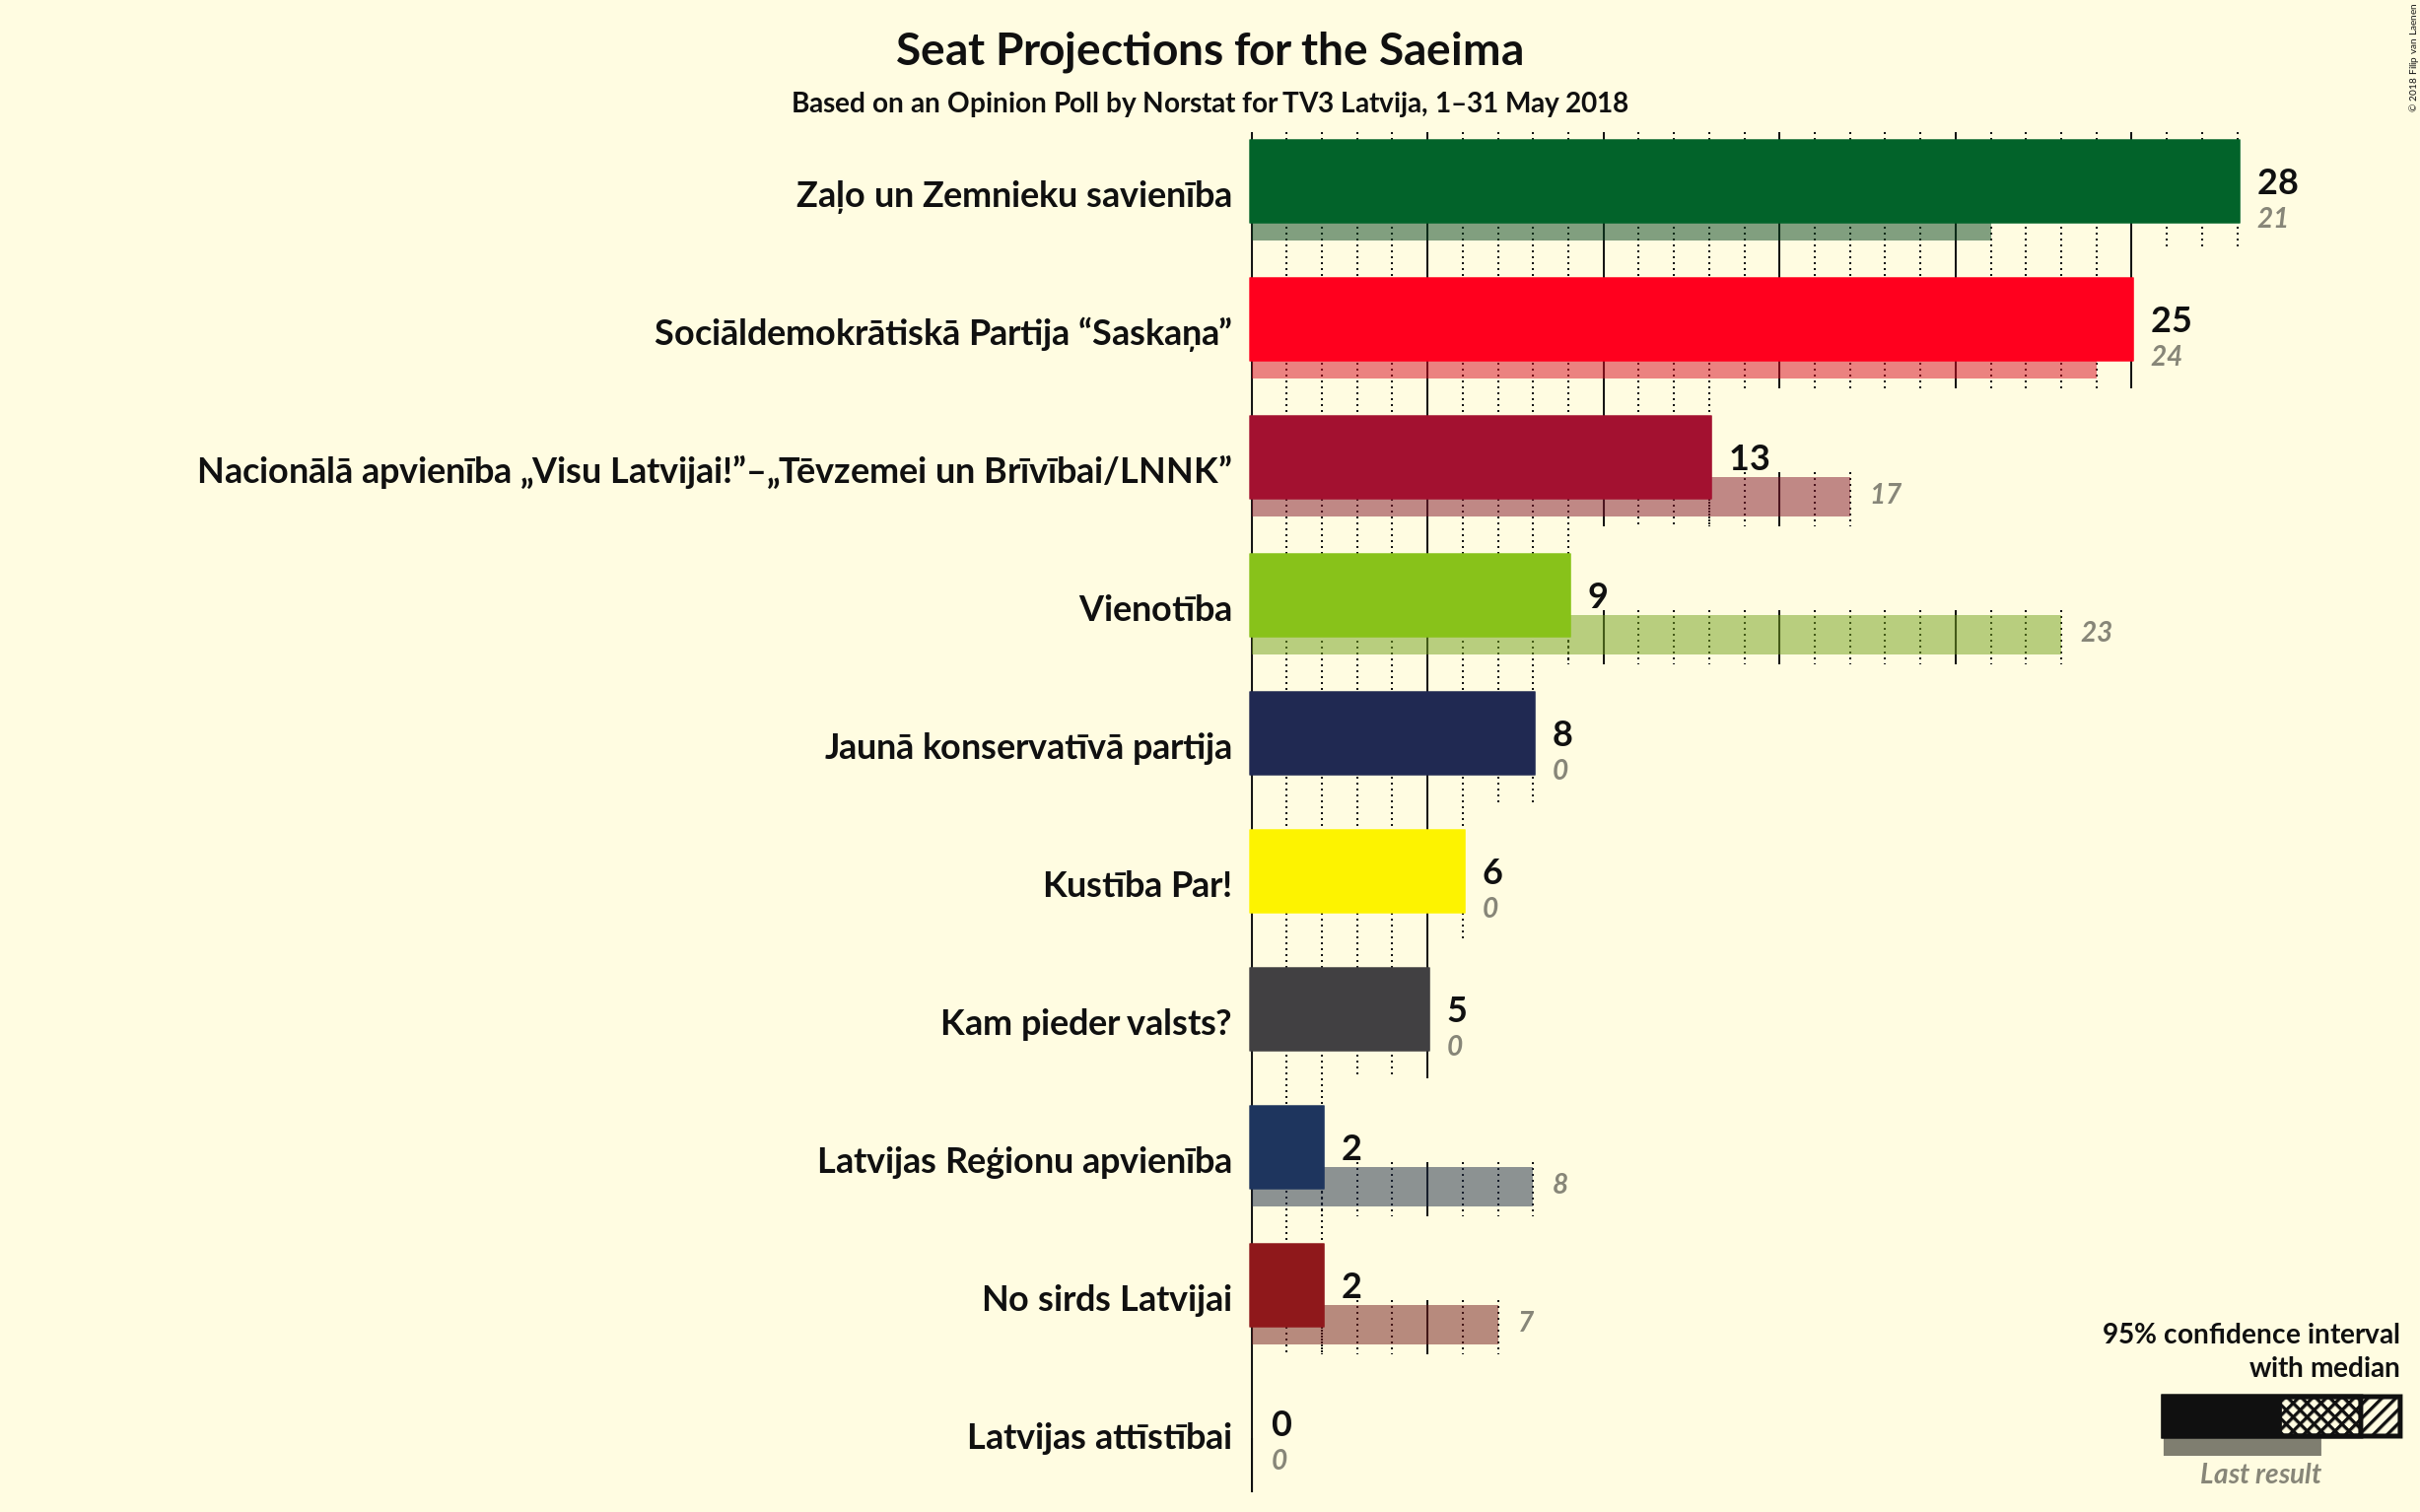 Seat Projections for the Saeima
Based on an Opinion Poll by Norstat for TV3 Latvija, 1–31 May 2018
© 2018 Filip van Laenen
Zaļo un Zemnieku savienība
28
21
Sociāldemokrātiskā Partija “Saskaņa”
25
24
Nacionālā apvienība „Visu Latvijai!”–„Tēvzemei un Brīvībai/LNNK”
13
17
Vienotība
9
23
Jaunā konservatīvā partija
8
0
Kustība Par!
6
0
Kam pieder valsts?
5
0
Latvijas Reģionu apvienība
2
8
No sirds Latvijai
2
7
Latvijas attīstībai
0
0
95% confidence interval
with median
Last result